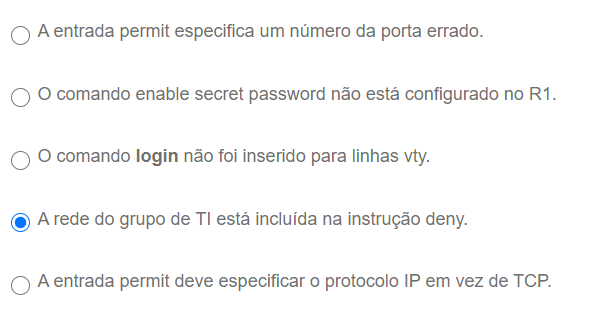 A entrada permit especifica um número da porta errado.
O comando enable secret password não está configurado no R1.
O comando login não foi inserido para linhas vty.
A rede do grupo de TI está incluída na instrução deny.
A entrada permit deve especificar o protocolo IP em vez de TCP.